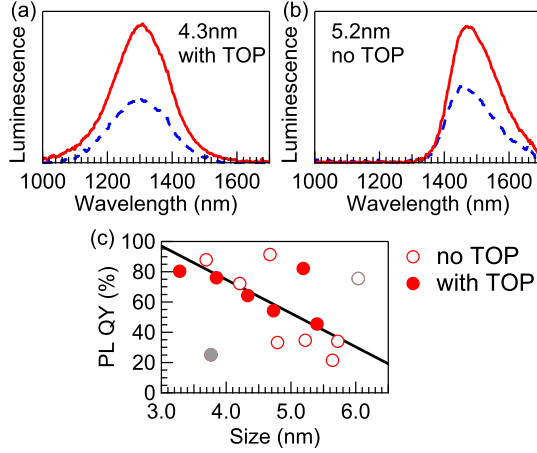 (a)
4.3nm
with TOP
Luminescence
1000 1200 1400 1600
Wavelength (nm)
(b)
5.2nm
no TOP
Luminescence
1000 1200 1400 1600
Wavelength (nm)
(c)
100
80
60
40
20
0
PL QY (%)
3.0 4.0 5.0 6.0
Size (nm)
no TOP
with TOP